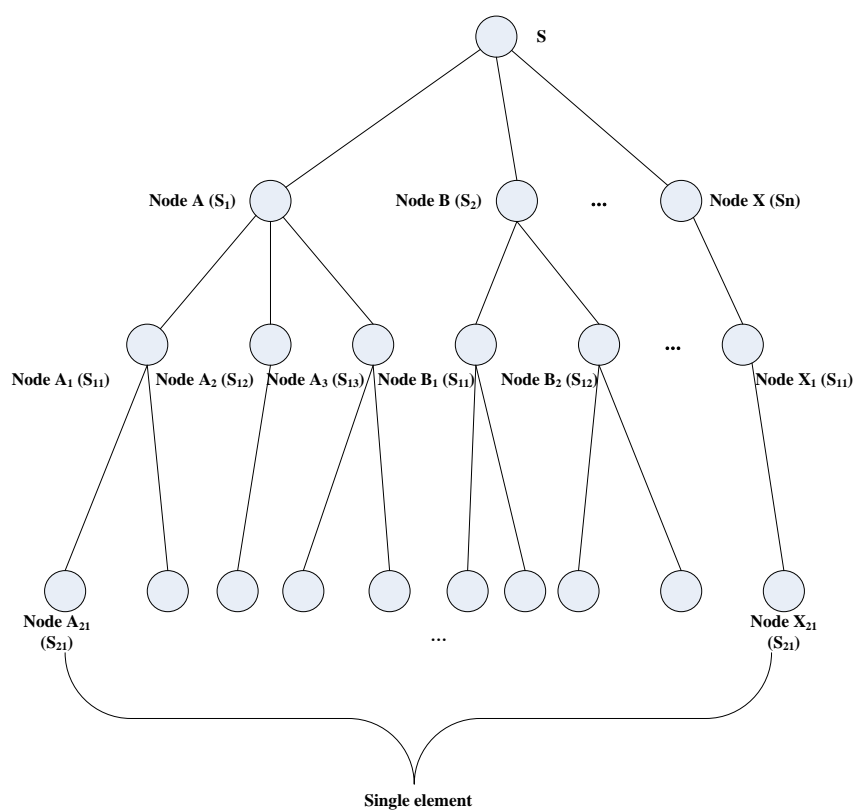 S
Node A (S₁)
Node B (S₂)
...
Node X (Sn)
...
Node A₁ (S₁₁)
Node A₂ (S₁₂)
Node A₃ (S₁₃)
Node B₁ (S₁₁)
Node B₂ (S₁₂)
Node X₁ (S₁₁)
Node A₂₁
(S₂₁)
...
Node X₂₁
(S₂₁)
Single element